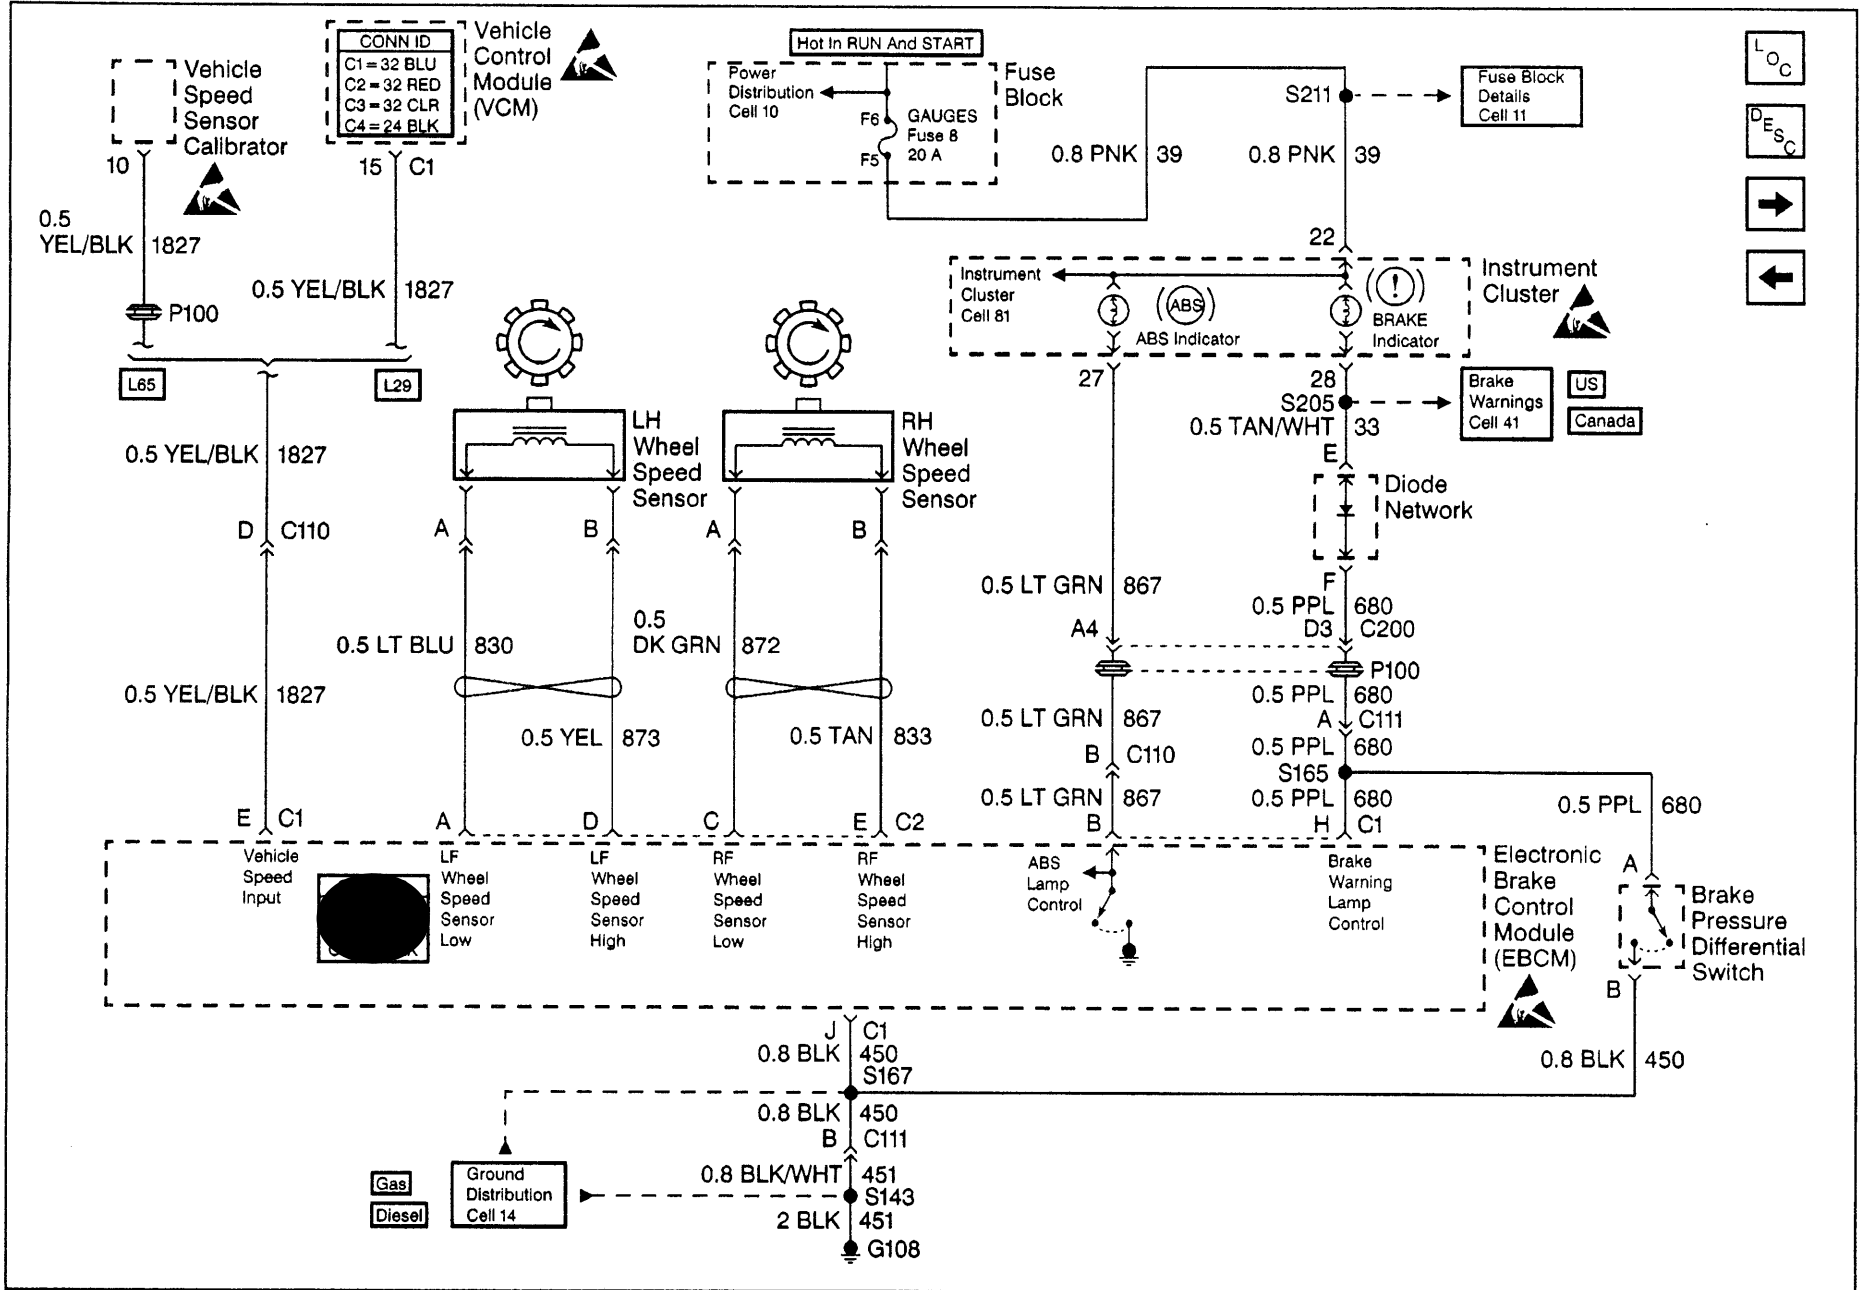 Vehicle
Speed
Sensor
Calibrator
CONN ID
C1=32 BLU
C2=32 RED
C3=32 CLR
C4=24 BLK
Vehicle
Control
Module
(VCM)
Hot In RUN And START
Power
Distribution
Cell 10
F6
F5
GAUGES
Fuse 8
20 A
Fuse
Block
S211
Fuse Block
Details
Cell 11
LOC
DESC
10
15 C1
0.8 PNK 39
0.8 PNK 39
0.5
YEL/BLK 1827
0.5 YEL/BLK 1827
P100
22
Instrument
Cluster
Cell 81
ABS
ABS Indicator
!
BRAKE
Indicator
Instrument
Cluster
L65
L29
27
28
S205
0.5 TAN/WHT 33
E
Brake
Warnings
Cell 41
US
Canada
LH
Wheel
Speed
Sensor
RH
Wheel
Speed
Sensor
0.5 YEL/BLK 1827
D C110
A
B
A
B
Diode
Network
F
0.5 LT GRN 867
0.5 PPL 680
A4
D3 C200
P100
0.5 LT BLU 830
0.5
DK GRN 872
0.5 YEL/BLK 1827
0.5 YEL 873
0.5 TAN 833
0.5 LT GRN 867
0.5 PPL 680
A C111
B C110
0.5 PPL 680
S165
0.5 LT GRN 867
0.5 PPL 680
0.5 PPL 680
E C1
A
D
C
E C2
B
H C1
A
Vehicle
Speed
Input
LF
Wheel
Speed
Sensor
Low
LF
Wheel
Speed
Sensor
High
RF
Wheel
Speed
Sensor
Low
RF
Wheel
Speed
Sensor
High
ABS
Lamp
Control
Brake
Warning
Lamp
Control
Electronic
Brake
Control
Module
(EBCM)
Brake
Pressure
Differential
Switch
B
J C1
0.8 BLK 450
S167
0.8 BLK 450
0.8 BLK 450
B C111
0.8 BLK/WHT 451
S143
2 BLK 451
G108
Gas
Diesel
Ground
Distribution
Cell 14